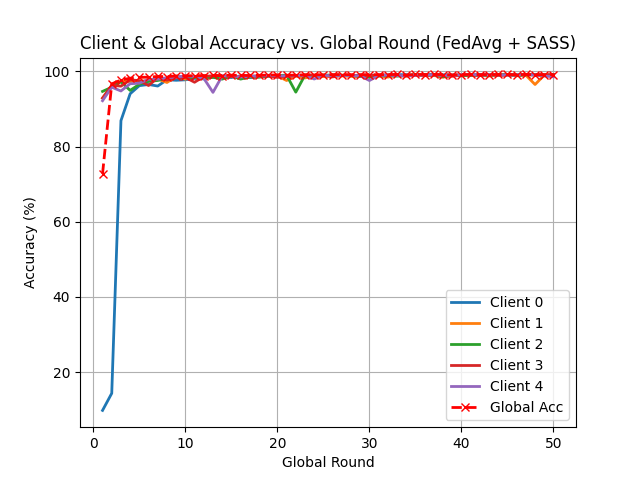 Client & Global Accuracy vs. Global Round (FedAvg + SASS)
100
80
60
40
20
Accuracy (%)
0 10 20 30 40 50
Global Round
Client 0
Client 1
Client 2
Client 3
Client 4
Global Acc